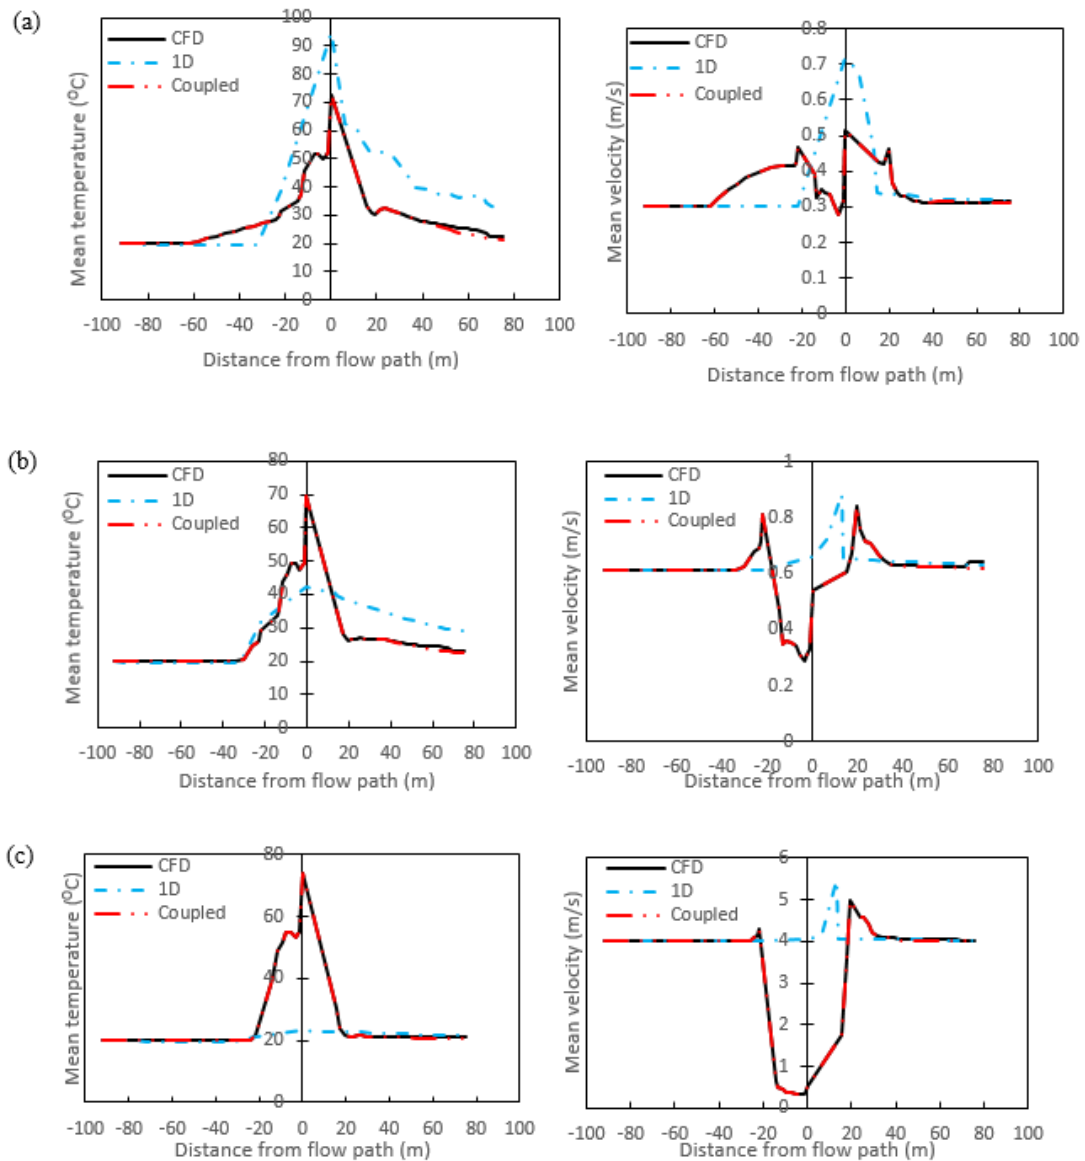 (a)
CFD
1D
Coupled
Mean temperature (⁰C)
100
90
80
70
60
50
40
30
20
10
0
-100 -80 -60 -40 -20 0 20 40 60 80 100
Distance from flow path (m)
CFD
1D
Coupled
Mean velocity (m/s)
0.8
0.7
0.6
0.5
0.4
0.3
0.2
0.1
0
-100 -80 -60 -40 -20 0 20 40 60 80 100
Distance from flow path (m)
(b)
CFD
1D
Coupled
Mean temperature (⁰C)
80
70
60
50
40
30
20
10
0
-100 -80 -60 -40 -20 0 20 40 60 80 100
Distance from flow path (m)
CFD
1D
Coupled
Mean velocity (m/s)
1
0.8
0.6
0.4
0.2
0
-100 -80 -60 -40 -20 0 20 40 60 80 100
Distance from flow path (m)
(c)
CFD
1D
Coupled
Mean temperature (⁰C)
80
60
40
20
0
-100 -80 -60 -40 -20 0 20 40 60 80 100
Distance from flow path (m)
CFD
1D
Coupled
Mean velocity (m/s)
6
5
4
3
2
1
0
-100 -80 -60 -40 -20 0 20 40 60 80 100
Distance from flow path (m)